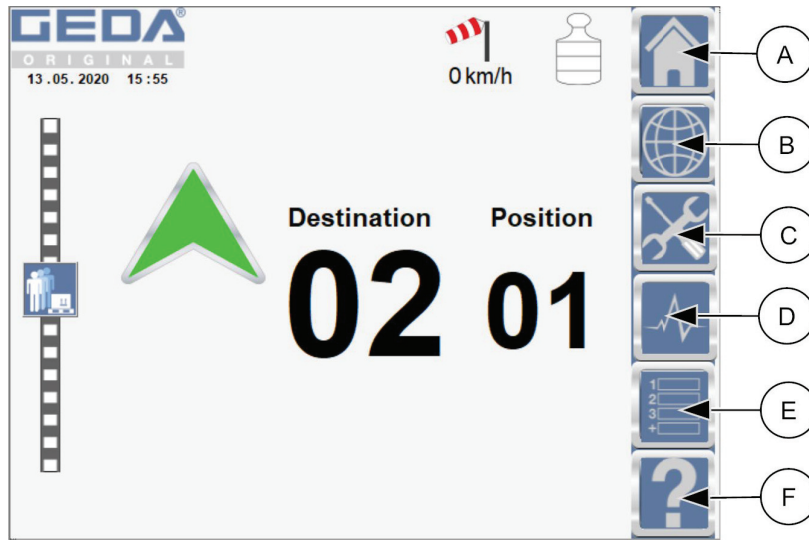 GEDA®
ORIGINAL
13.05.2020 15:55
0 km/h
Destination Position
02 01
1
2
3
+
?
A
B
C
D
E
F